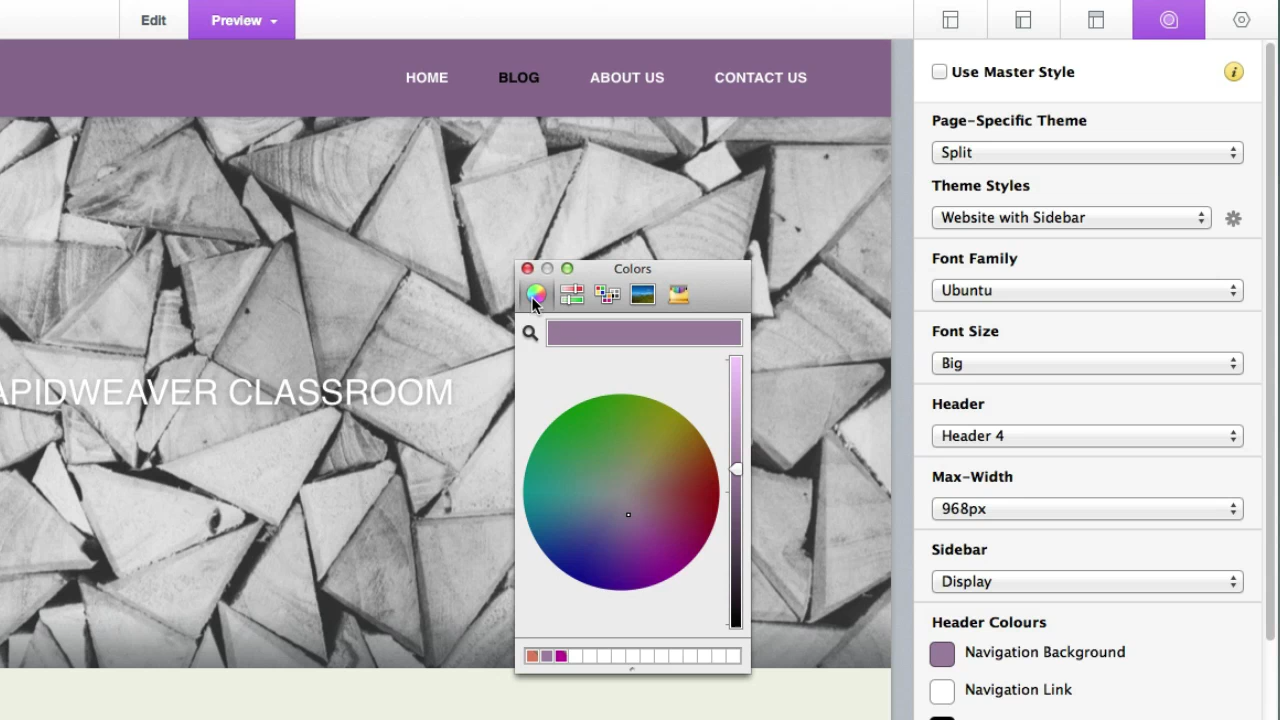 Edit
Preview
HOME
BLOG
ABOUT US
CONTACT US
APIDWEAVER CLASSROOM
Colors
Use Master Style
i
Page-Specific Theme
Split
Theme Styles
Website with Sidebar
Font Family
Ubuntu
Font Size
Big
Header
Header 4
Max-Width
968px
Sidebar
Display
Header Colours
Navigation Background
Navigation Link